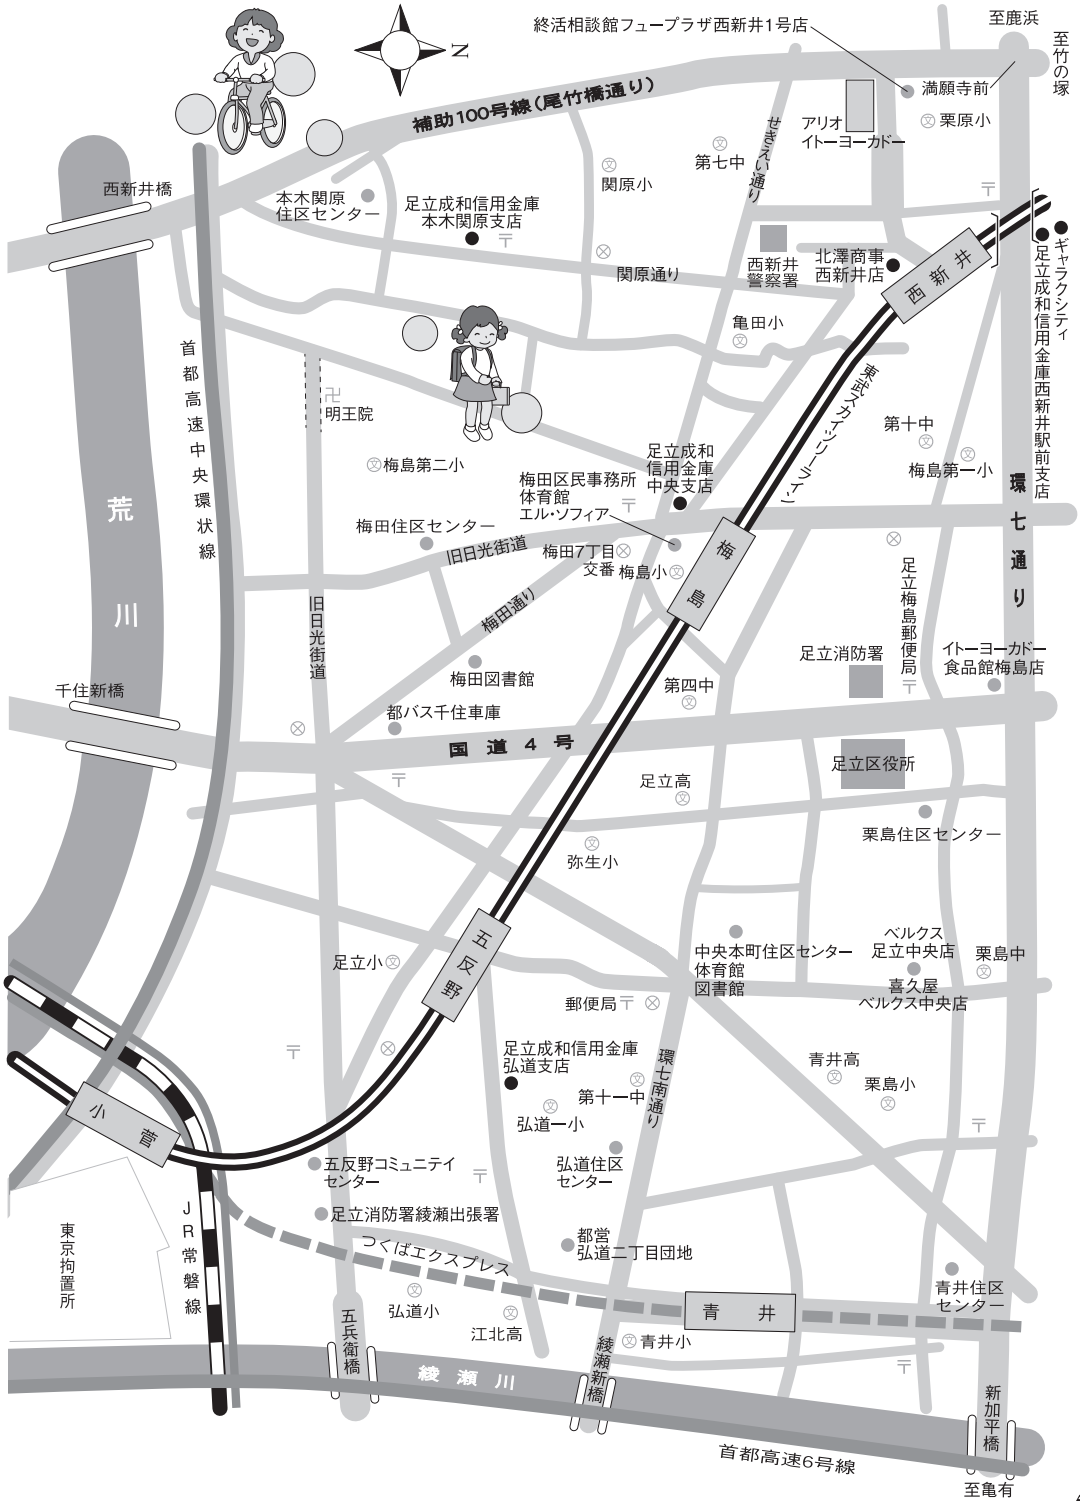 終活相談館フュープラザ西新井1号店
至鹿浜
至竹の塚
N
補助100号線(尾竹橋通り)
満願寺前
アリオ
イトーヨーカドー
文栗原小
せきえい通り
文
第七中
文
関原小
西新井橋
本木関原
住区センター
足立成和信用金庫
本木関原支店
関原通り
西新井
警察署
北澤商事
西新井店
西新井
ギャラクシティ
足立成和信用金庫西新井駅前支店
亀田小
文
首都高速中央環状線
卍
明王院
東武スカイツリーライン
第十中
文
文
梅島第一小
文梅島第二小
足立成和
信用金庫
中央支店
梅田区民事務所
体育館
エル・ソフィア
環七通り
荒川
梅田住区センター
旧日光街道
梅田7丁目
交番
梅島小文
梅島
足立梅島郵便局
旧日光街道
梅田通り
梅田図書館
足立消防署
イトーヨーカドー
食品館梅島店
千住新橋
都バス千住車庫
第四中
文
国道4号
足立区役所
足立高
文
栗島住区センター
文
弥生小
五反野
足立小文
中央本町住区センター
体育館
図書館
ベルクス
足立中央店
喜久屋
ベルクス中央店
栗島中
文
郵便局〒
足立成和信用金庫
弘道支店
文
第十一中
文
弘道一小
環七南通り
青井高
文
栗島小
文
小菅
五反野コミュニテイ
センター
弘道住区
センター
足立消防署綾瀬出張署
都営
弘道二丁目団地
東京拘置所
JR常磐線
つくばエクスプレス
文
弘道小
文
江北高
青井
青井住区
センター
文青井小
五兵衛橋
綾瀬新橋
綾瀬川
新加平橋
首都高速6号線
至亀有